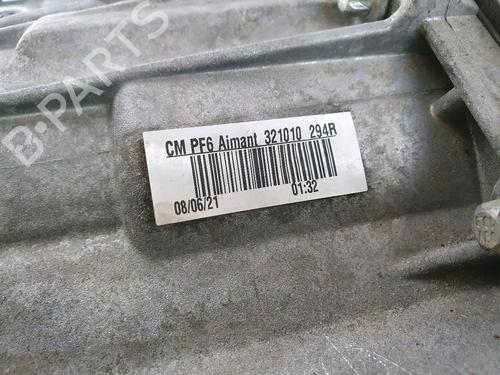 B-PARTS
CM PF6 Aimant 321010 294R
08/06/21 01:32